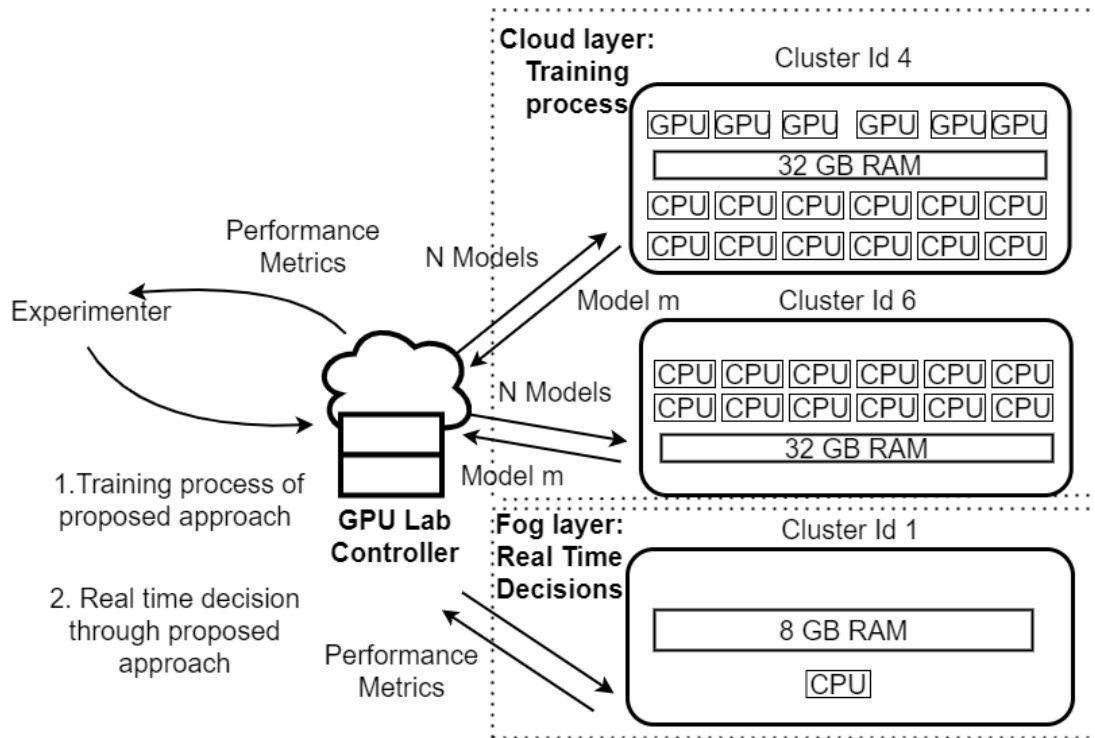 Cloud layer:
Training
process
Cluster Id 4
GPU GPU GPU GPU GPU GPU
32 GB RAM
CPU CPU CPU CPU CPU CPU
CPU CPU CPU CPU CPU CPU
Performance
Metrics
N Models
Model m
Experimenter
Cluster Id 6
CPU CPU CPU CPU CPU CPU
CPU CPU CPU CPU CPU CPU
32 GB RAM
N Models
Model m
1.Training process of
proposed approach
GPU Lab
Controller
Fog layer:
Real Time
Decisions
Cluster Id 1
8 GB RAM
CPU
2. Real time decision
through proposed
approach
Performance
Metrics